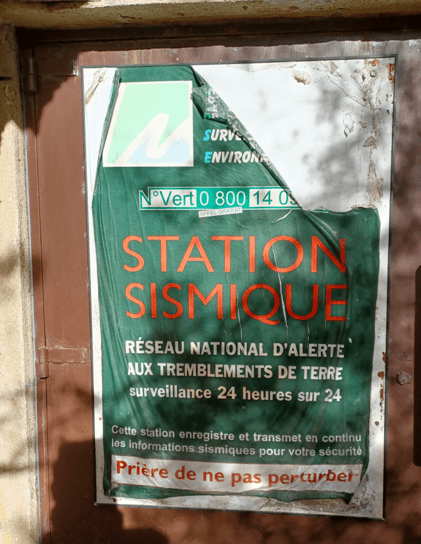 SURVE
ENVIRON
N°Vert 0 800 14 0
APPEL GRATUIT
STATION
SISMIQUE
RÉSEAU NATIONAL D'ALERTE
AUX TREMBLEMENTS DE TERRE
surveillance 24 heures sur 24
Cette station enregistre et transmet en continu
les informations sismiques pour votre sécurité
Prière de ne pas perturber